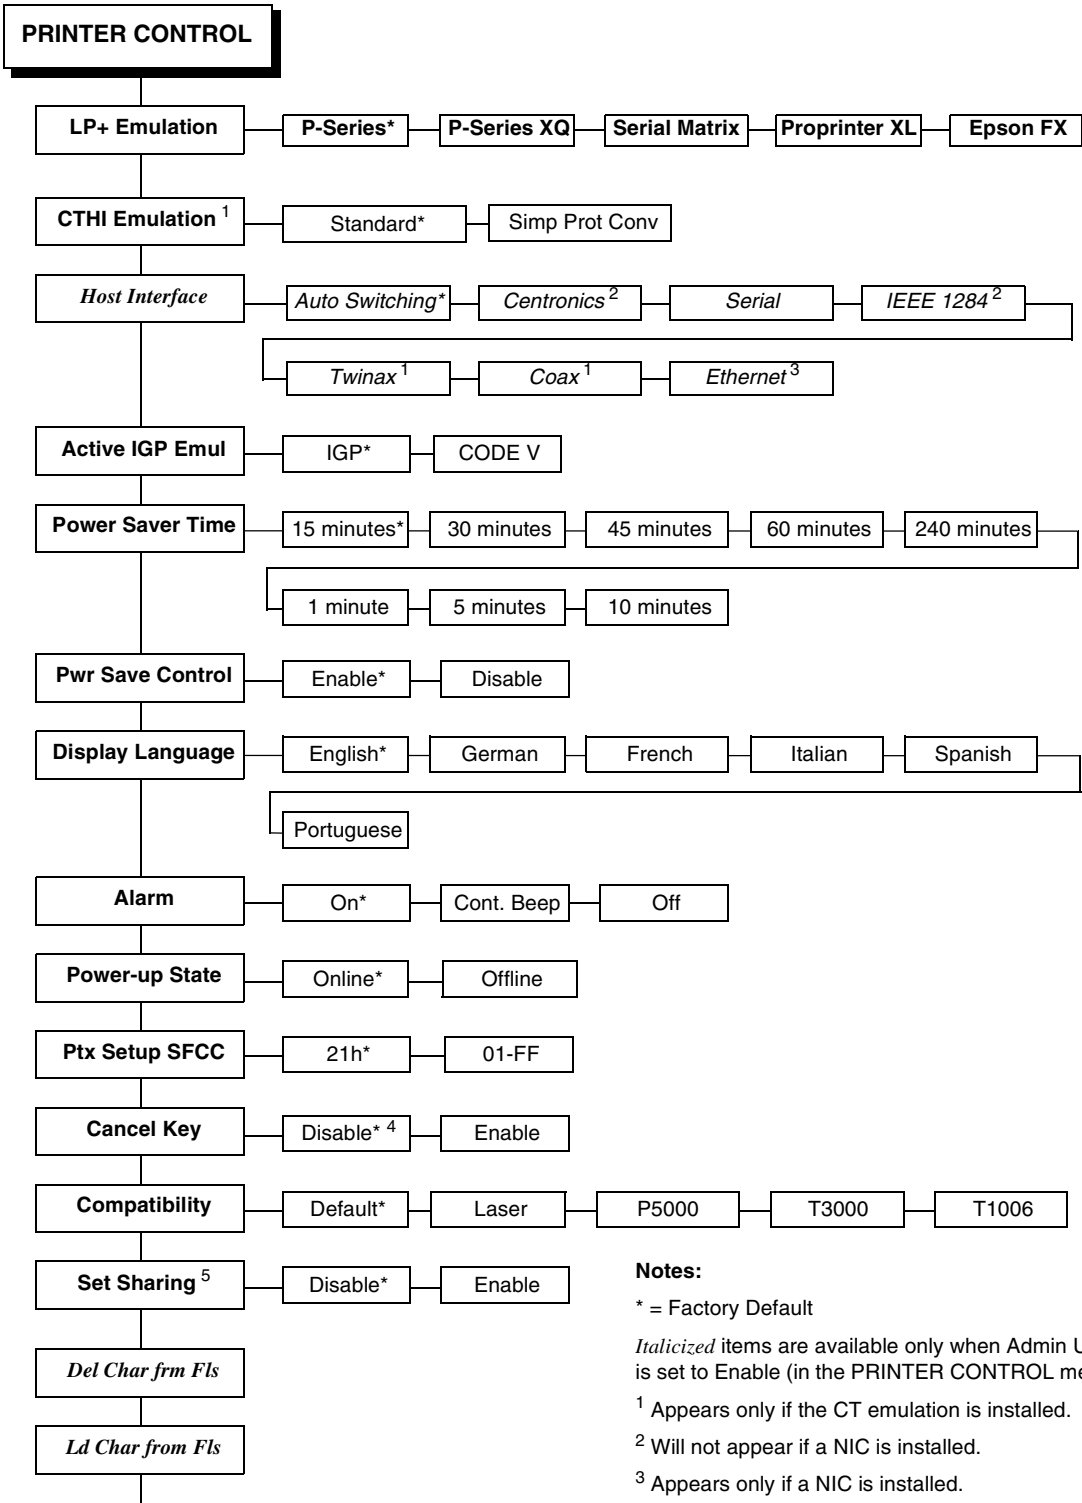 PRINTER CONTROL
LP+ Emulation P-Series* P-Series XQ Serial Matrix Proprinter XL Epson FX
CTHI Emulation 1 Standard* Simp Prot Conv
Host Interface Auto Switching* Centronics 2 Serial IEEE 1284 2
Twinax 1 Coax 1 Ethernet 3
Active IGP Emul IGP* CODE V
Power Saver Time 15 minutes* 30 minutes 45 minutes 60 minutes 240 minutes
1 minute 5 minutes 10 minutes
Pwr Save Control Enable* Disable
Display Language English* German French Italian Spanish
Portuguese
Alarm On* Cont. Beep Off
Power-up State Online* Offline
Ptx Setup SFCC 21h* 01-FF
Cancel Key Disable* 4 Enable
Compatibility Default* Laser P5000 T3000 T1006
Set Sharing 5 Disable* Enable
Del Char frm Fls
Ld Char from Fls
Notes:
* = Factory Default
Italicized items are available only when Admin
is set to Enable (in the PRINTER CONTROL
1 Appears only if the CT emulation is installed.
2 Will not appear if a NIC is installed.
3 Appears only if a NIC is installed.